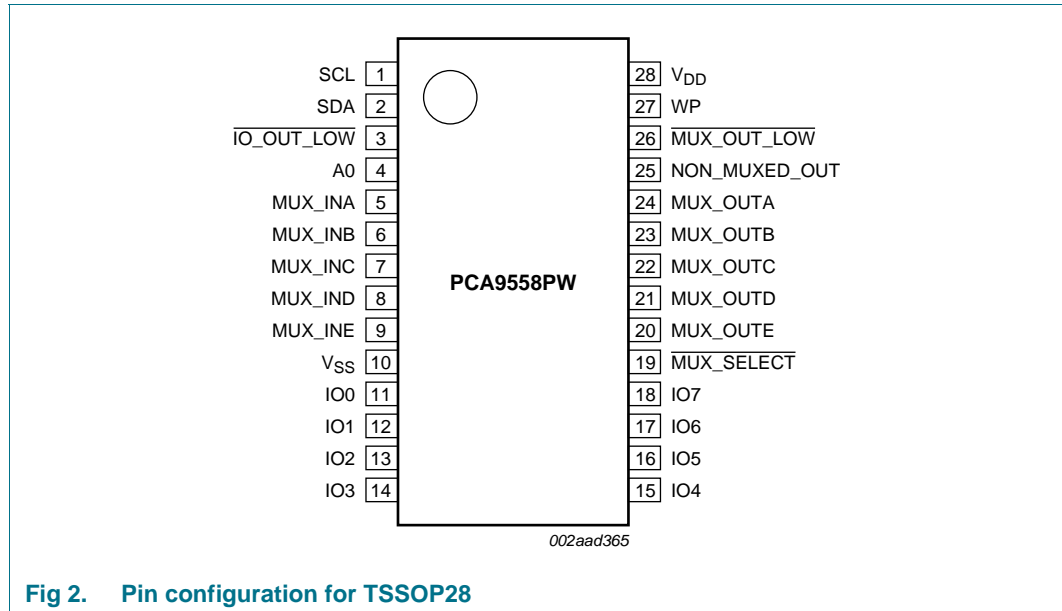 SCL 1 28 VDD
SDA 2 27 WP
IO_OUT_LOW 3 26 MUX_OUT_LOW
A0 4 25 NON_MUXED_OUT
MUX_INA 5 24 MUX_OUTA
MUX_INB 6 23 MUX_OUTB
MUX_INC 7 22 MUX_OUTC
PCA9558PW
MUX_IND 8 21 MUX_OUTD
MUX_INE 9 20 MUX_OUTE
VSS 10 19 MUX_SELECT
IO0 11 18 IO7
IO1 12 17 IO6
IO2 13 16 IO5
IO3 14 15 IO4
002aad365
Fig 2. Pin configuration for TSSOP28